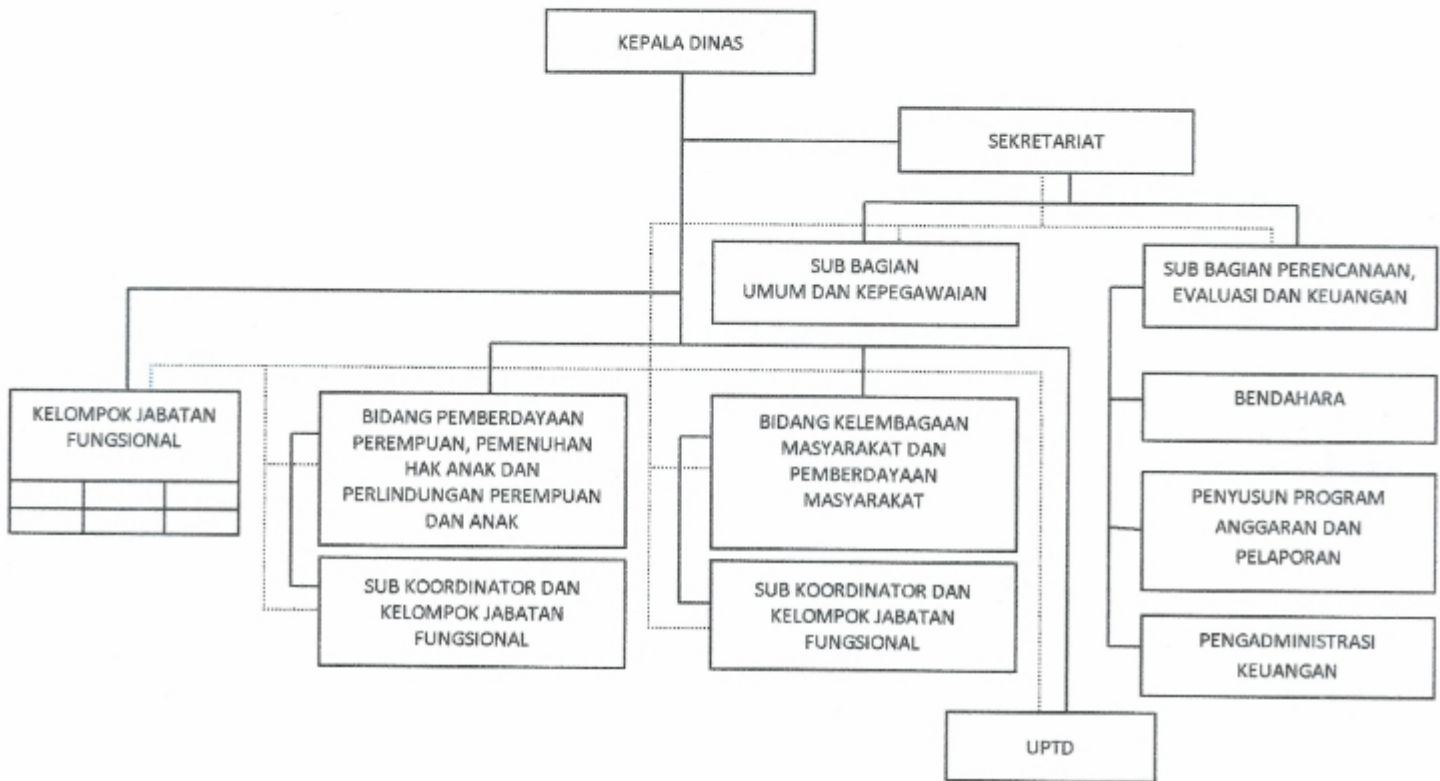 KEPALA DINAS
SEKRETARIAT
SUB BAGIAN
UMUM DAN KEPEGAWAIAN
SUB BAGIAN PERENCANAAN,
EVALUASI DAN KEUANGAN
KELOMPOK JABATAN
FUNGSIONAL
BIDANG PEMBERDAYAAN
PEREMPUAN, PEMENUHAN
HAK ANAK DAN
PERLINDUNGAN PEREMPUAN
DAN ANAK
BIDANG KELEMBAGAAN
MASYARAKAT DAN
PEMBERDAYAAN
MASYARAKAT
BENDAHARA
PENYUSUN PROGRAM
ANGGARAN DAN
PELAPORAN
SUB KOORDINATOR DAN
KELOMPOK JABATAN
FUNGSIONAL
SUB KOORDINATOR DAN
KELOMPOK JABATAN
FUNGSIONAL
PENGADMINISTRASI
KEUANGAN
UPTD